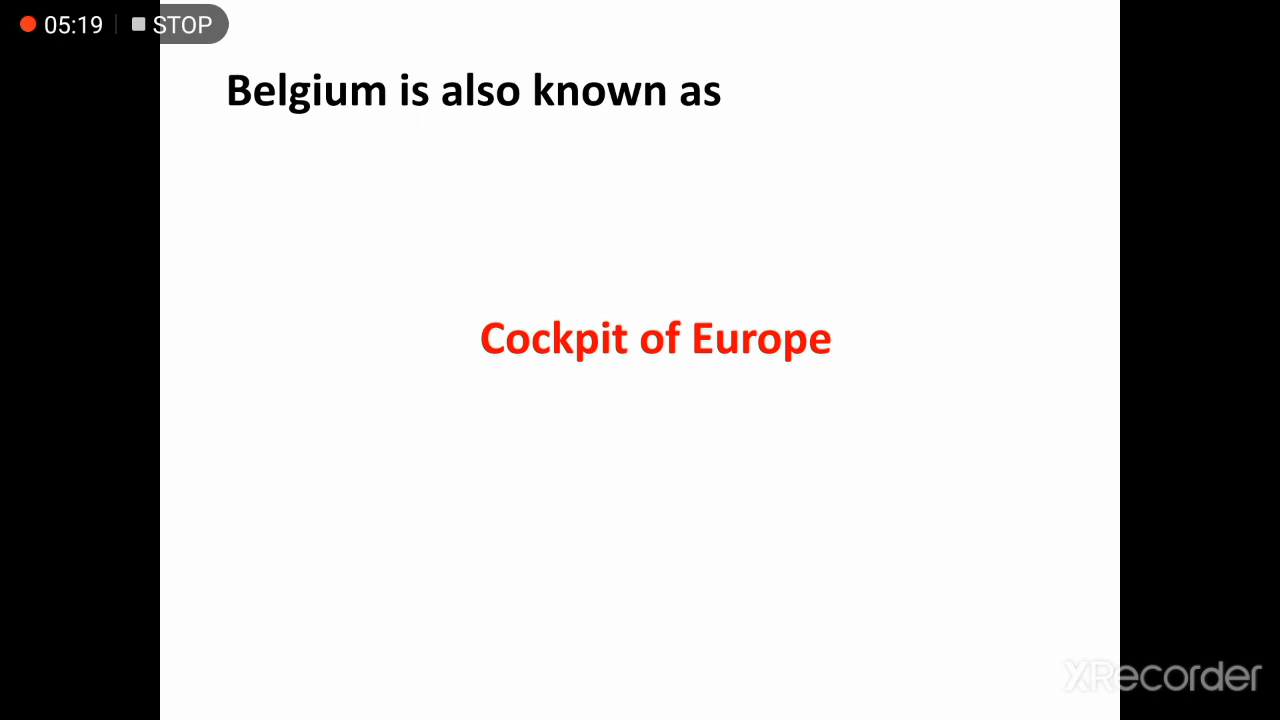 05:19 STOP
Belgium is also known as
Cockpit of Europe
XRecorder